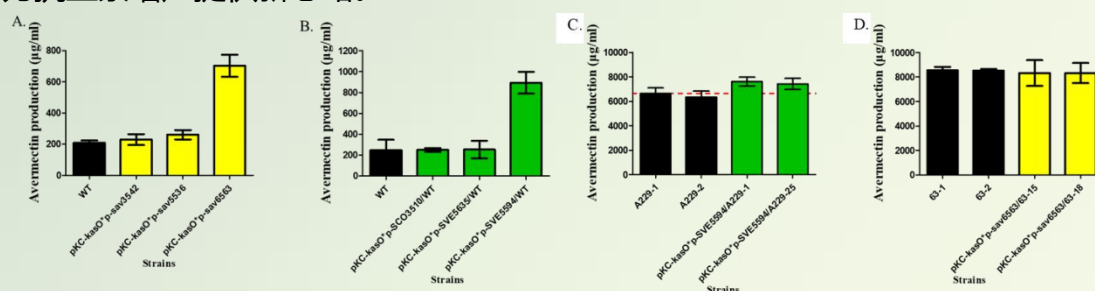 A.
Avermectin production (µg/ml)
800
600
400
200
0
WT
pKC-kasO*p-sav3542
pKC-kasO*p-sav5536
pKC-kasO*p-sav6563
Strains
B.
Avermectin production (µg/ml)
1200
1000
800
600
400
200
0
WT
pKC-kasO*p-SCO3510/WT
pKC-kasO*p-SVE5635/WT
pKC-kasO*p-SVE5594/WT
Strains
C.
Avermectin production (µg/ml)
10000
8000
6000
4000
2000
0
A229-1
A229-2
pKC-kasO*p-SVE5594/A229-1
pKC-kasO*p-SVE5594/A229-25
Strains
D.
Avermectin production (µg/ml)
10000
8000
6000
4000
2000
0
63-1
63-2
pKC-kasO*p-sav6563/63-15
pKC-kasO*p-sav6563/63-18
Strains